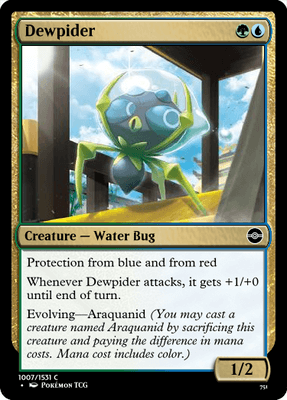 Dewpider
Creature — Water Bug
Protection from blue and from red
Whenever Dewpider attacks, it gets +1/+0
until end of turn.
Evolving—Araquanid (You may cast a
creature named Araquanid by sacrificing this
creature and paying the difference in mana
costs. Mana cost includes color.)
1/2
1007/1531 C
• Pokémon TCG
751